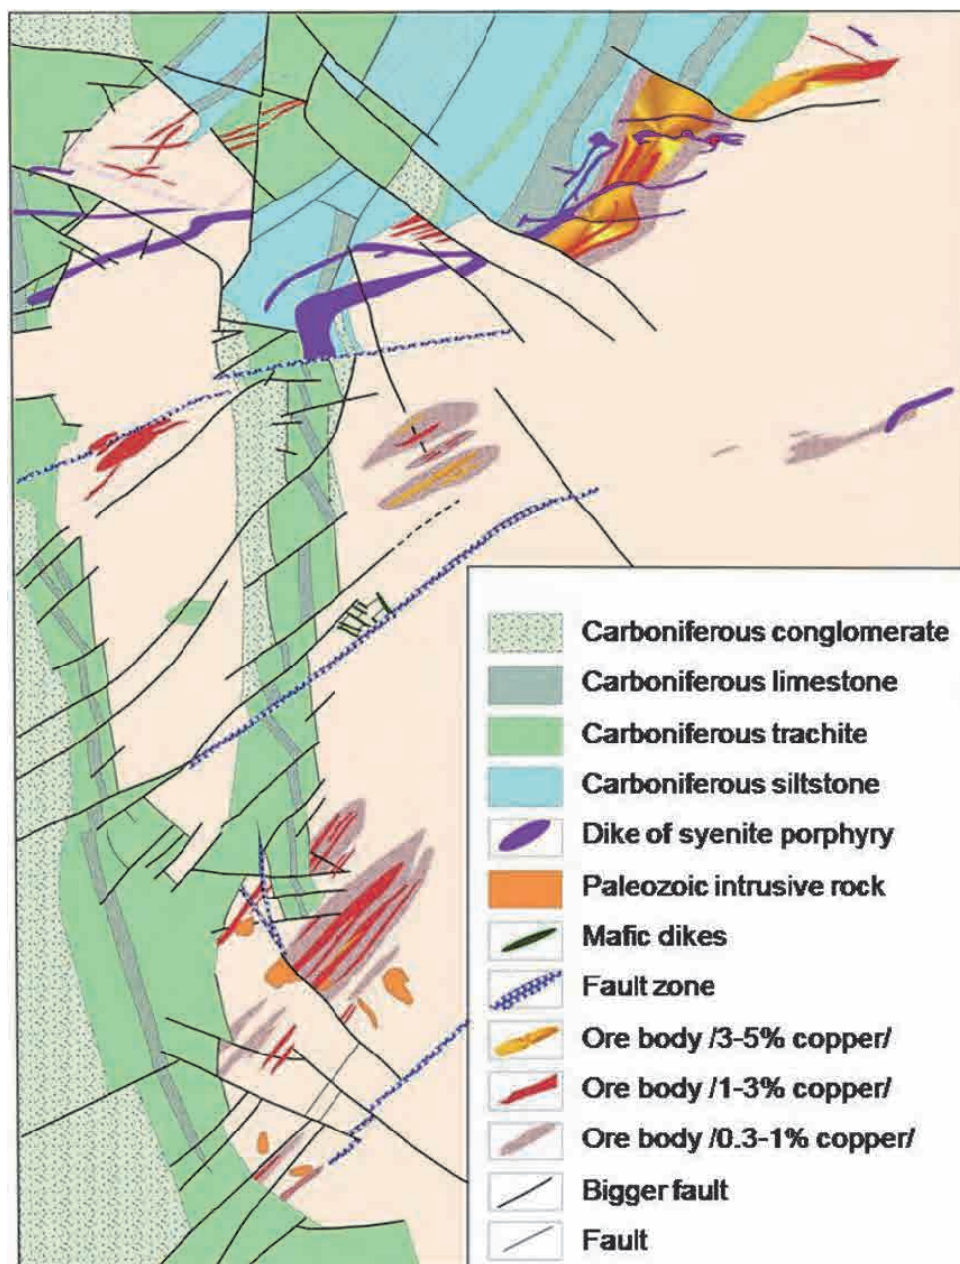 Carboniferous conglomerate
Carboniferous limestone
Carboniferous trachite
Carboniferous siltstone
Dike of syenite porphyry
Paleozoic intrusive rock
Mafic dikes
Fault zone
Ore body /3-5% copper/
Ore body /1-3% copper/
Ore body /0.3-1% copper/
Bigger fault
Fault